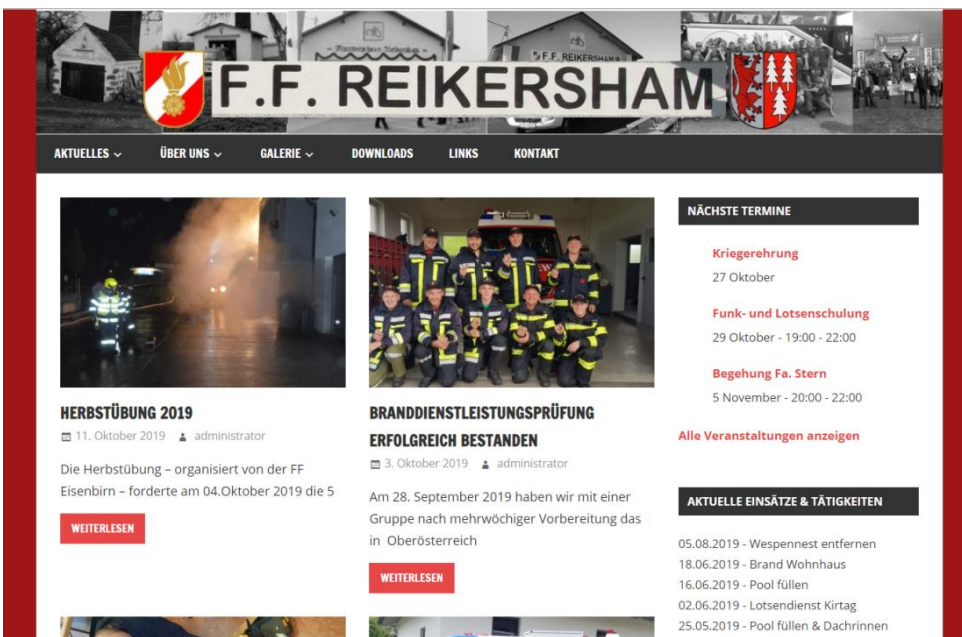 F.F. REIKERSHAM
AKTUELLES
ÜBER UNS
GALERIE
DOWNLOADS
LINKS
KONTAKT
HERBSTÜBUNG 2019
11. Oktober 2019 administrator
Die Herbstübung – organisiert von der FF
Eisenbirn – forderte am 04.Oktober 2019 die 5
WEITERLESEN
BRANDDIENSTLEISTUNGSPRÜFUNG
ERFOLGREICH BESTANDEN
3. Oktober 2019 administrator
Am 28. September 2019 haben wir mit einer
Gruppe nach mehrwöchiger Vorbereitung das
in Oberösterreich
WEITERLESEN
NÄCHSTE TERMINE
Kriegerehrung
27 Oktober
Funk- und Lotsenschulung
29 Oktober - 19:00 - 22:00
Begehung Fa. Stern
5 November - 20:00 - 22:00
Alle Veranstaltungen anzeigen
AKTUELLE EINSÄTZE & TÄTIGKEITEN
05.08.2019 - Wespennest entfernen
18.06.2019 - Brand Wohnhaus
16.06.2019 - Pool füllen
02.06.2019 - Lotsendienst Kirtag
25.05.2019 - Pool füllen & Dachrinnen